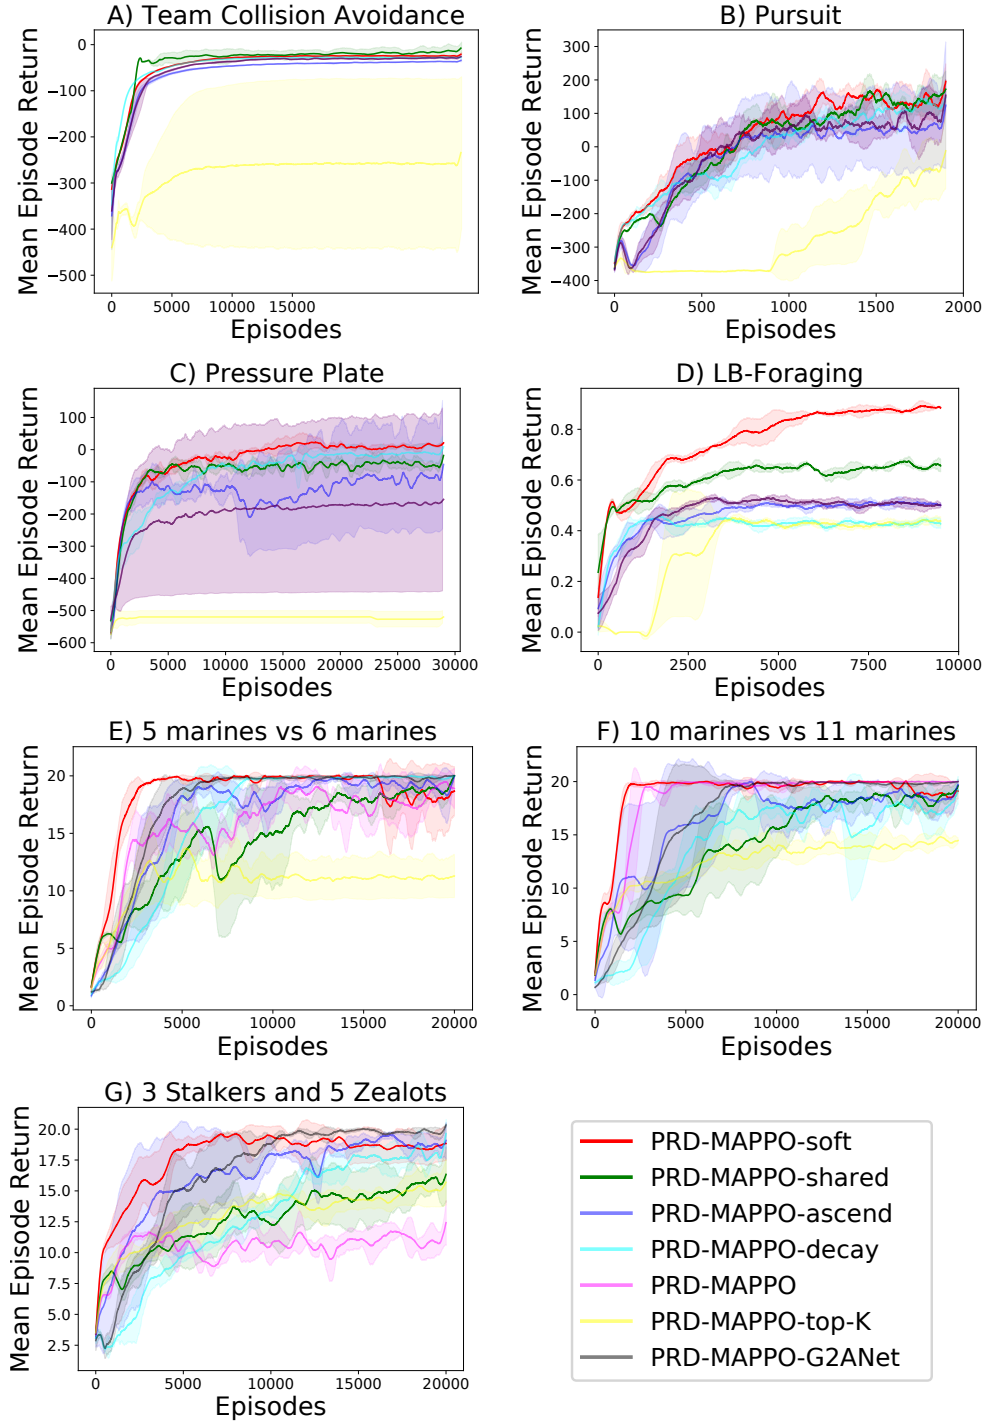 A) Team Collision Avoidance
Mean Episode Return
0
−100
−200
−300
−400
−500
0 5000 10000 15000
Episodes
B) Pursuit
Mean Episode Return
300
200
100
0
−100
−200
−300
−400
0 500 1000 1500 2000
Episodes
C) Pressure Plate
Mean Episode Return
100
0
−100
−200
−300
−400
−500
−600
0 5000 10000 15000 20000 25000 30000
Episodes
D) LB-Foraging
Mean Episode Return
0.8
0.6
0.4
0.2
0.0
0 2500 5000 7500 10000
Episodes
E) 5 marines vs 6 marines
Mean Episode Return
20
15
10
5
0
0 5000 10000 15000 20000
Episodes
F) 10 marines vs 11 marines
Mean Episode Return
20
15
10
5
0
0 5000 10000 15000 20000
Episodes
G) 3 Stalkers and 5 Zealots
Mean Episode Return
20.0
17.5
15.0
12.5
10.0
7.5
5.0
2.5
0 5000 10000 15000 20000
Episodes
PRD-MAPPO-soft
PRD-MAPPO-shared
PRD-MAPPO-ascend
PRD-MAPPO-decay
PRD-MAPPO
PRD-MAPPO-top-K
PRD-MAPPO-G2ANet